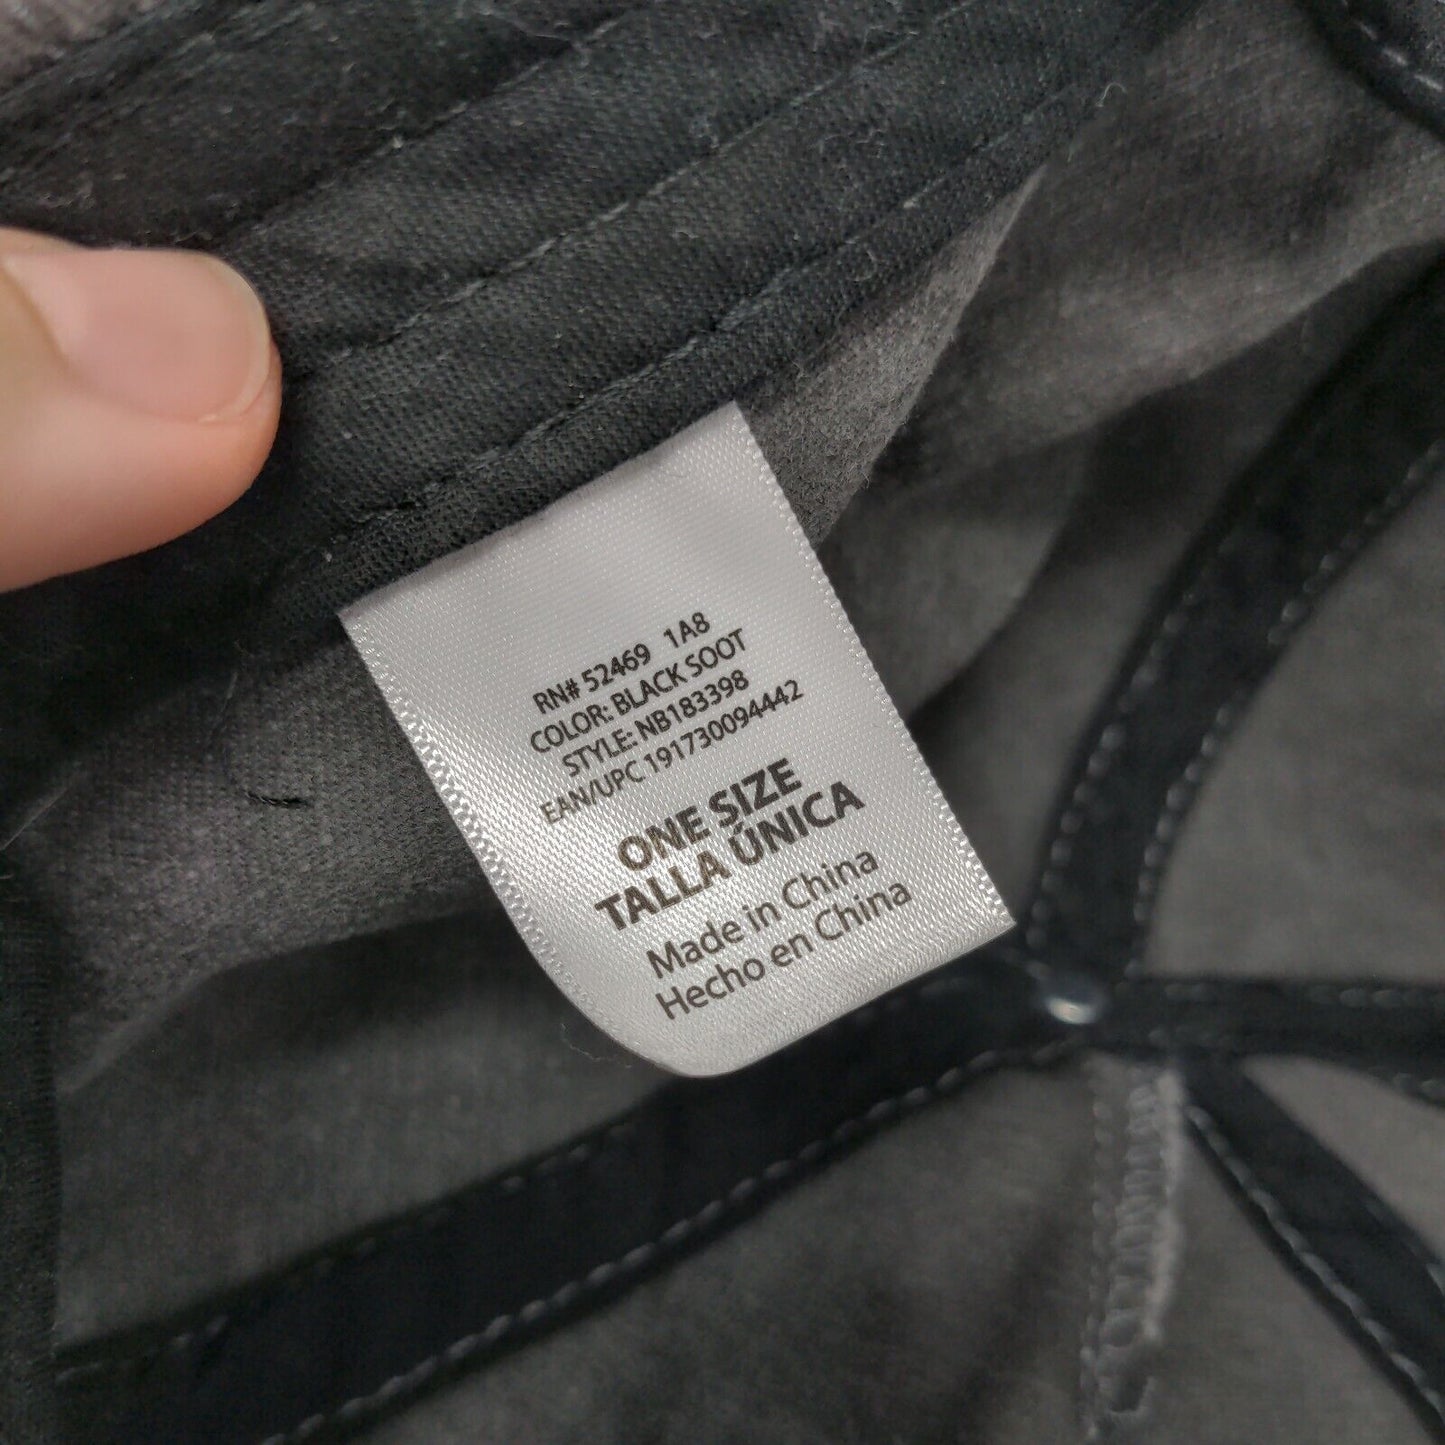 RN# 52469 1A8
COLOR: BLACK SOOT
STYLE: NB183398
EAN/UPC 191730094442
ONE SIZE
TALLA ÚNICA
Made in China
Hecho en China